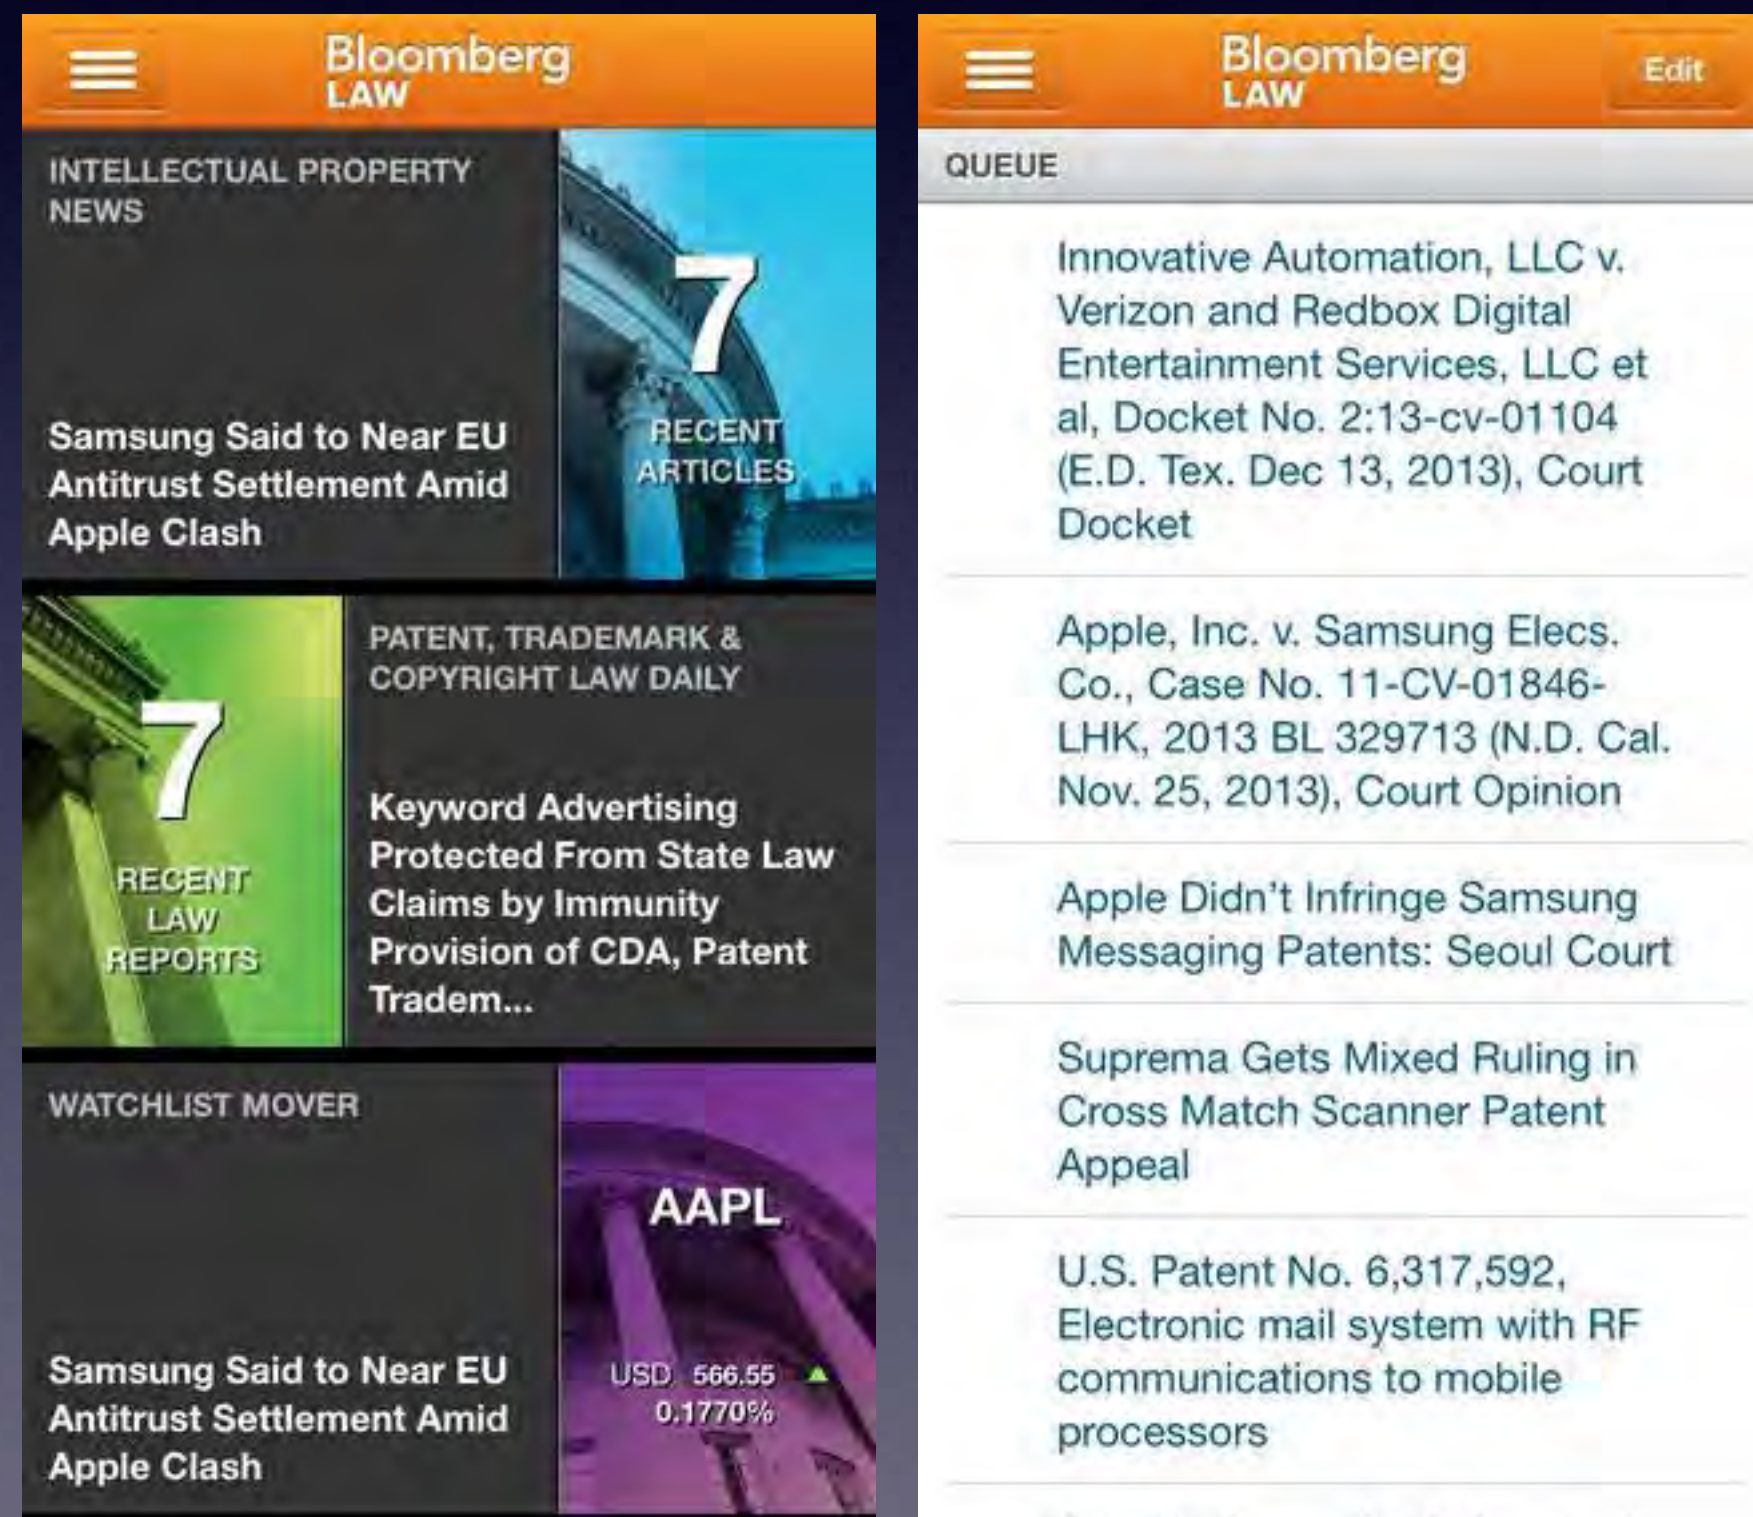 Bloomberg
LAW
INTELLECTUAL PROPERTY
NEWS
Samsung Said to Near EU
Antitrust Settlement Amid
Apple Clash
7
RECENT
ARTICLES
7
RECENT
LAW
REPORTS
PATENT, TRADEMARK &
COPYRIGHT LAW DAILY
Keyword Advertising
Protected From State Law
Claims by Immunity
Provision of CDA, Patent
Tradem...
WATCHLIST MOVER
Samsung Said to Near EU
Antitrust Settlement Amid
Apple Clash
AAPL
USD 566.55
0.1770%
Bloomberg
LAW
Edit
QUEUE
Innovative Automation, LLC v.
Verizon and Redbox Digital
Entertainment Services, LLC et
al, Docket No. 2:13-cv-01104
(E.D. Tex. Dec 13, 2013), Court
Docket
Apple, Inc. v. Samsung Elecs.
Co., Case No. 11-CV-01846-
LHK, 2013 BL 329713 (N.D. Cal.
Nov. 25, 2013), Court Opinion
Apple Didn't Infringe Samsung
Messaging Patents: Seoul Court
Suprema Gets Mixed Ruling in
Cross Match Scanner Patent
Appeal
U.S. Patent No. 6,317,592,
Electronic mail system with RF
communications to mobile
processors